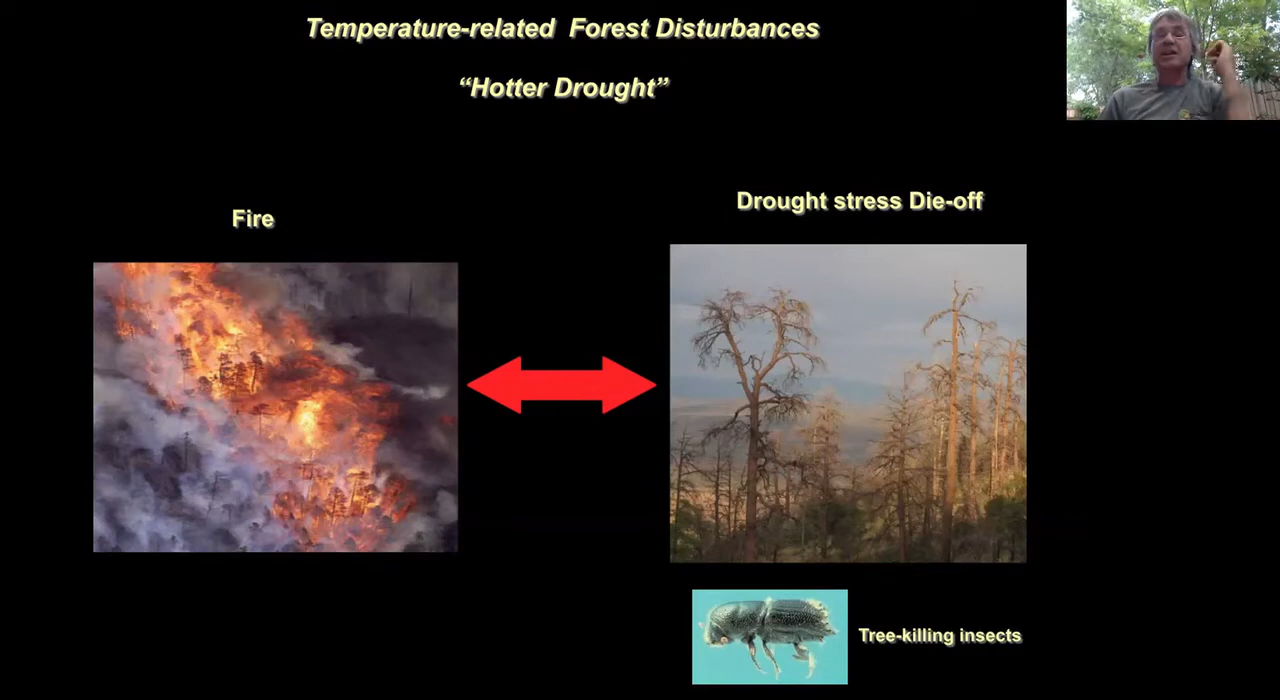 Temperature-related Forest Disturbances
“Hotter Drought”
Fire
Drought stress Die-off
Tree-killing insects